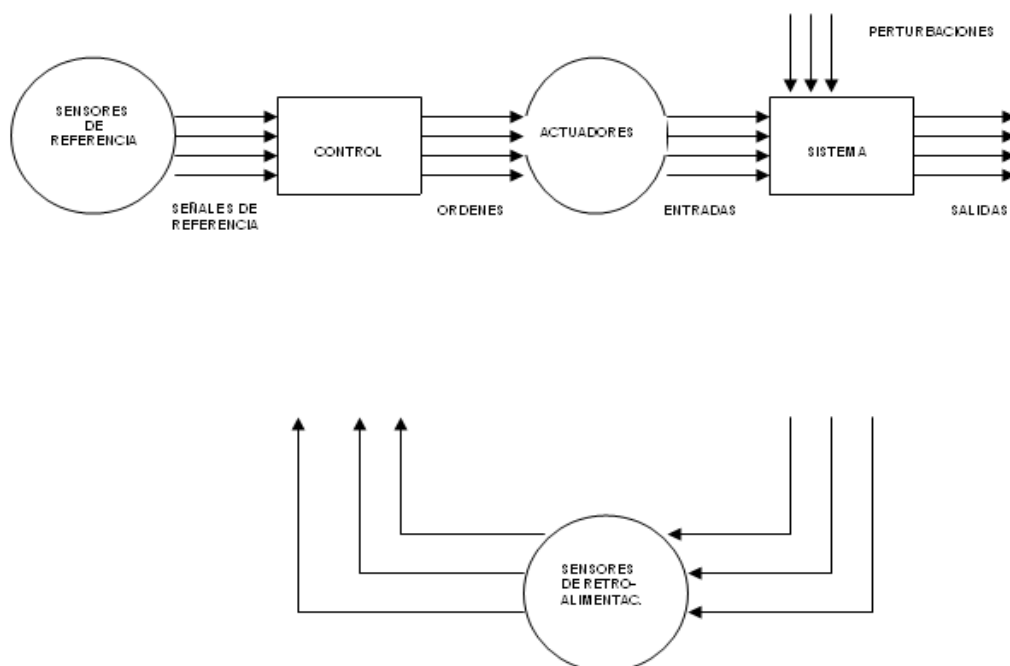 PERTURBACIONES
SENSORES
DE
REFERENCIA
CONTROL
ACTUADORES
SISTEMA
SEÑALES DE
REFERENCIA
ORDENES
ENTRADAS
SALIDAS
SENSORES
DE RETRO-
ALIMENTAC.